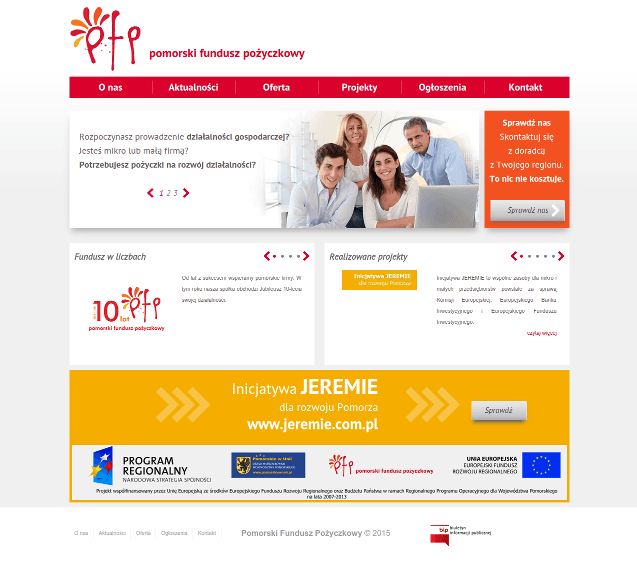 pfp pomorski fundusz pożyczkowy
O nas Aktualności Oferta Projekty Ogłoszenia Kontakt
Rozpoczynasz prowadzenie działalności gospodarczej?
Jesteś mikro lub małą firmą?
Potrzebujesz pożyczki na rozwój działalności?
1 2 3
Sprawdź nas
Skontaktuj się
z doradcą
z Twojego regionu.
To nic nie kosztuje.
Sprawdź nas
Fundusz w liczbach
Od lat z sukcesem wspieramy pomorskie firmy. W
tym roku nasza spółka obchodzi Jubileusz 10-lecia
swojej działalności.
10 lat pfp
pomorski fundusz pożyczkowy
Realizowane projekty
Inicjatywa JEREMIE
dla rozwoju Pomorza
Inicjatywa JEREMIE to wspólne zasoby dla mikro i
małych przedsiębiorstw powstałe za sprawą
Komisji Europejskiej, Europejskiego Banku
Inwestycyjnego i Europejskiego Funduszu
Inwestycyjnego.
czytaj więcej
Inicjatywa JEREMIE
dla rozwoju Pomorza
www.jeremie.com.pl
Sprawdź
PROGRAM
REGIONALNY
NARODOWA STRATEGIA SPÓJNOŚCI
Pomorskie w Unii
pfp pomorski fundusz pożyczkowy
UNIA EUROPEJSKA
EUROPEJSKI FUNDUSZ
ROZWOJU REGIONALNEGO
Projekt współfinansowany przez Unię Europejską ze środków Europejskiego Funduszu Rozwoju Regionalnego oraz Budżetu Państwa w ramach Regionalnego Programu Operacyjnego dla Województwa Pomorskiego
na lata 2007-2013
O nas Aktualności Oferta Projekty Ogłoszenia Kontakt
Pomorski Fundusz Pożyczkowy © 2015
bip biuletyn
informacji publicznej